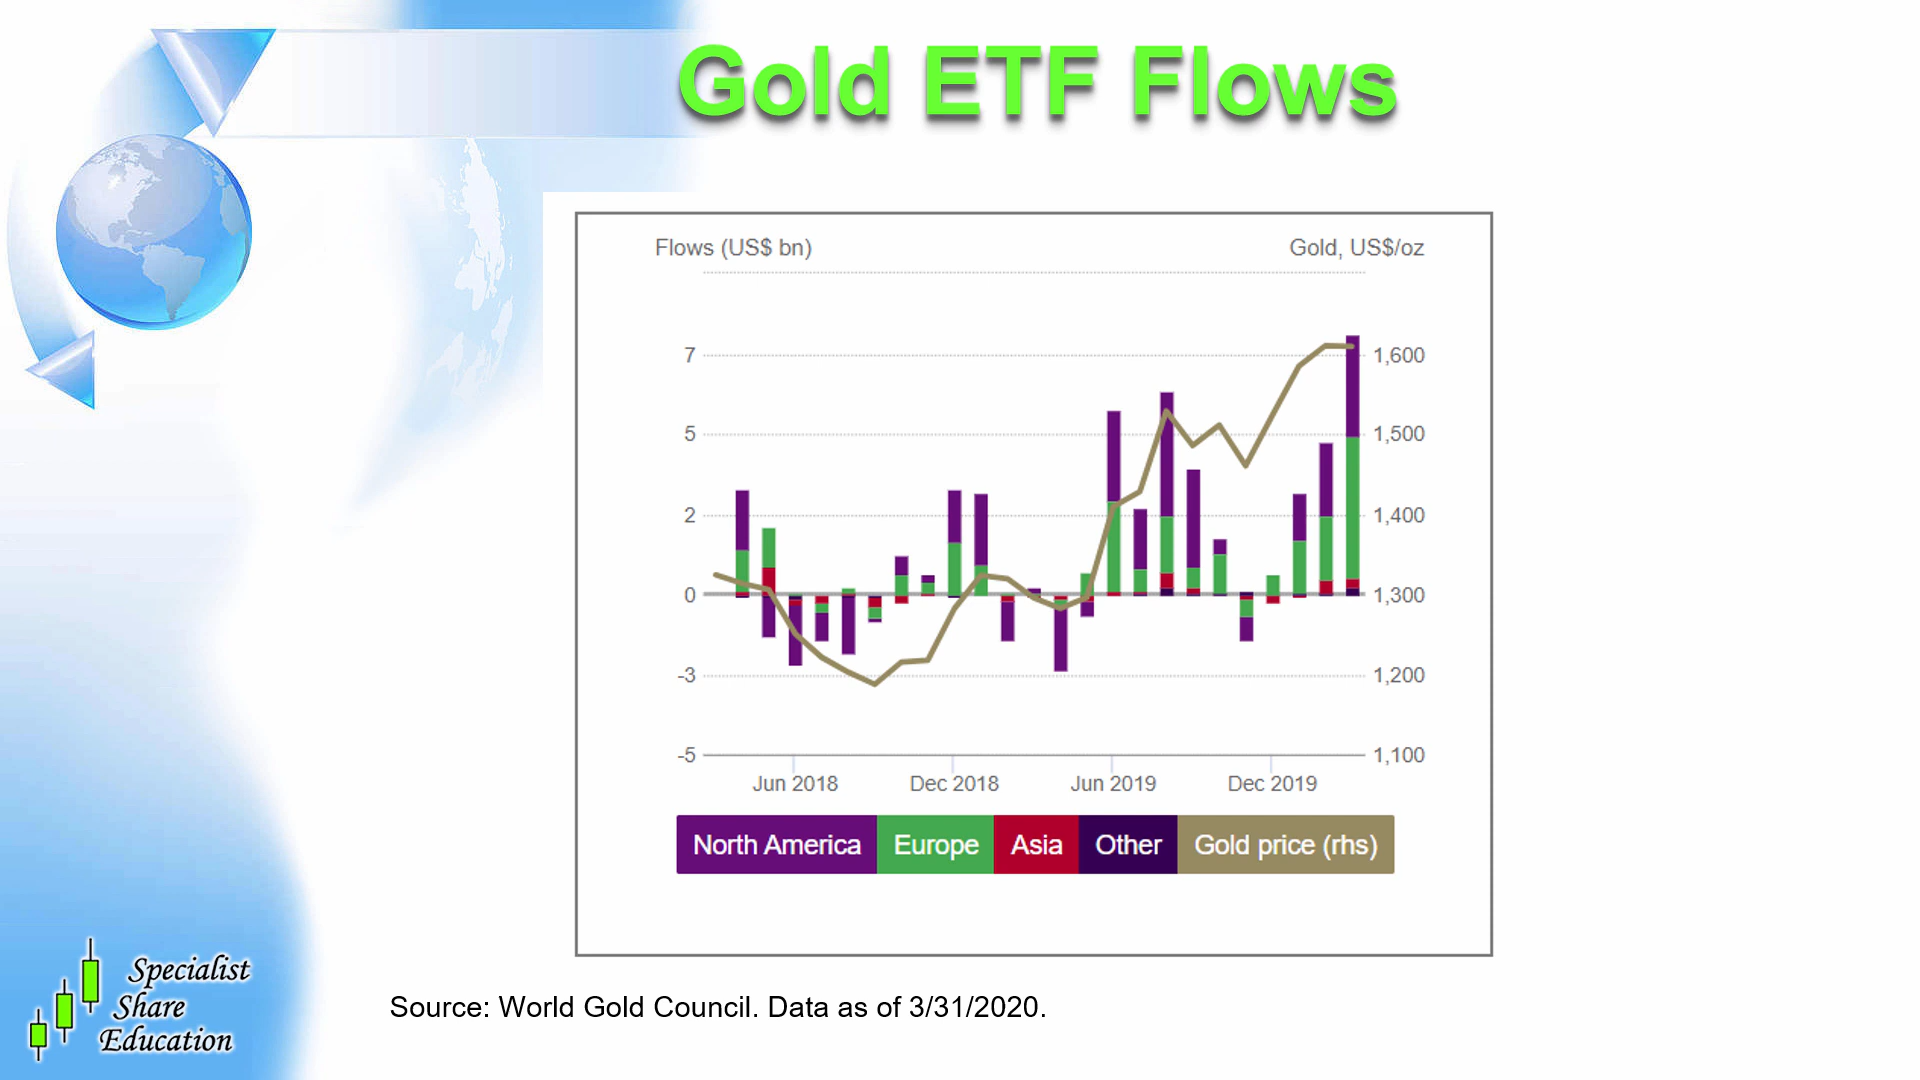 Gold ETF Flows
Flows (US$ bn)
Gold, US$/oz
7
1,600
5
1,500
2
1,400
0
1,300
-3
1,200
-5
1,100
Jun 2018
Dec 2018
Jun 2019
Dec 2019
North America
Europe
Asia
Other
Gold price (rhs)
Specialist
Share
Education
Source: World Gold Council. Data as of 3/31/2020.